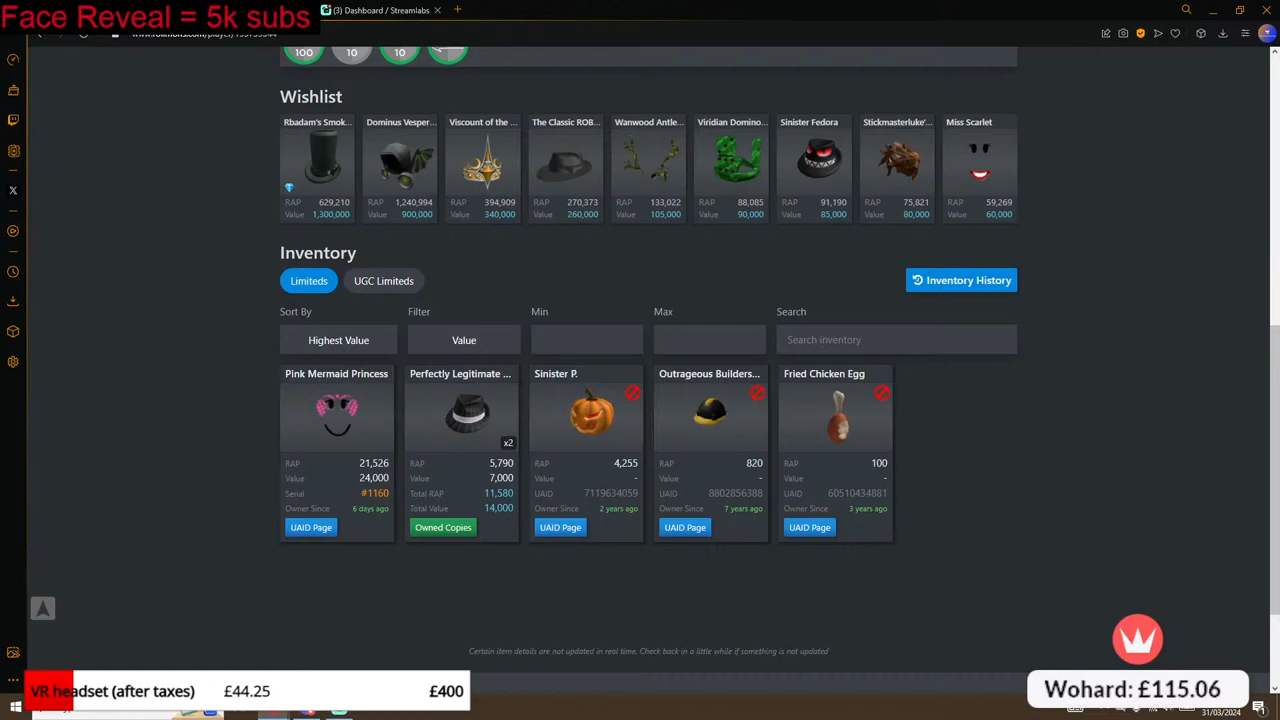 Face Reveal = 5k subs
(3) Dashboard / Streamlabs
100
10
10
Wishlist
Rbadam's Smok...
Dominus Vesper...
Viscount of the ...
The Classic ROB...
Wanwood Antle...
Viridian Domino...
Sinister Fedora
Stickmasterluke'...
Miss Scarlet
RAP 629,210
Value 1,300,000
RAP 1,240,994
Value 900,000
RAP 394,909
Value 340,000
RAP 270,373
Value 260,000
RAP 133,022
Value 105,000
RAP 88,085
Value 90,000
RAP 91,190
Value 85,000
RAP 75,821
Value 80,000
RAP 59,269
Value 60,000
Inventory
Limiteds
UGC Limiteds
Inventory History
Sort By
Filter
Min
Max
Search
Highest Value
Value
Search inventory
Pink Mermaid Princess
RAP 21,526
Value 24,000
Serial #1160
Owner Since 6 days ago
UAID Page
Perfectly Legitimate ...
x2
RAP 5,790
Value 7,000
Total RAP 11,580
Total Value 14,000
Owned Copies
Sinister P.
RAP 4,255
Value -
UAID 7119634059
Owner Since 2 years ago
UAID Page
Outrageous Builders...
RAP 820
Value -
UAID 8802856388
Owner Since 7 years ago
UAID Page
Fried Chicken Egg
RAP 100
Value -
UAID 60510434881
Owner Since 3 years ago
UAID Page
Certain item details are not updated in real time. Check back in a little while if something is not updated
VR headset (after taxes) £44.25 £400
Wohard: £115.06
31/03/2024